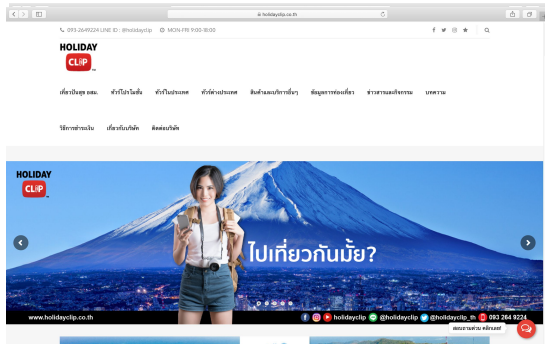 holidayclip.co.th
093-2649224 LINE ID : @holidayclip MON-FRI 9:00-18:00
HOLIDAY
CLIP
เที่ยวปันสุข อสม. ทัวร์โปรโมชั่น ทัวร์ในประเทศ ทัวร์ต่างประเทศ สินค้าและบริการอื่นๆ ข้อมูลการท่องเที่ยว ข่าวสารและกิจกรรม บทความ
วิธีการชำระเงิน เกี่ยวกับบริษัท ติดต่อบริษัท
HOLIDAY
CLIP
ไปเที่ยวกันมั้ย?
www.holidayclip.co.th holidayclip @holidayclip @holidayclip_th 093 264 9224
สอบถามด่วน คลิกเลย!